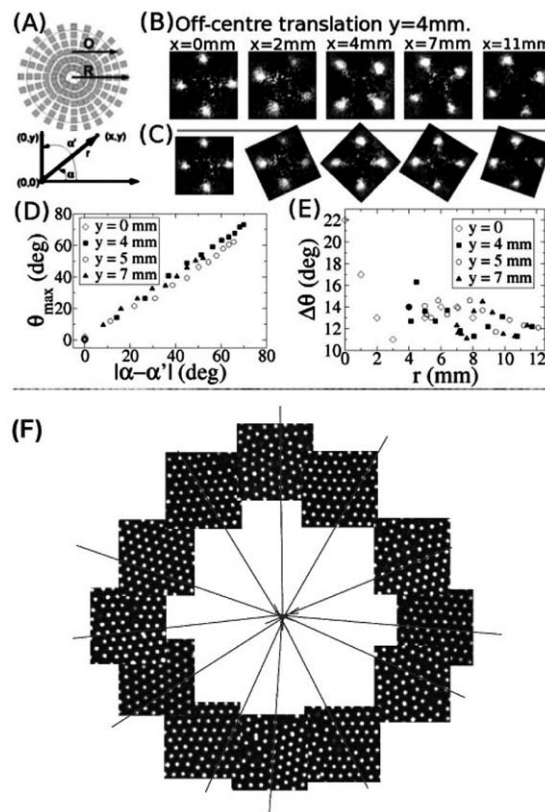 (A)
O
R
(0,y)
α'
(x,y)
r
α
(0,0)
(B) Off-centre translation y=4mm.
x=0mm x=2mm x=4mm x=7mm x=11mm
(C)
(D)
θmax (deg)
80
60
40
20
0
y = 0 mm
y = 4 mm
y = 5 mm
y = 7 mm
0 20 40 60 80
|α-α'| (deg)
(E)
Δθ (deg)
22
20
18
16
14
12
10
y = 0
y = 4 mm
y = 5 mm
y = 7 mm
0 2 4 6 8 10 12
r (mm)
(F)